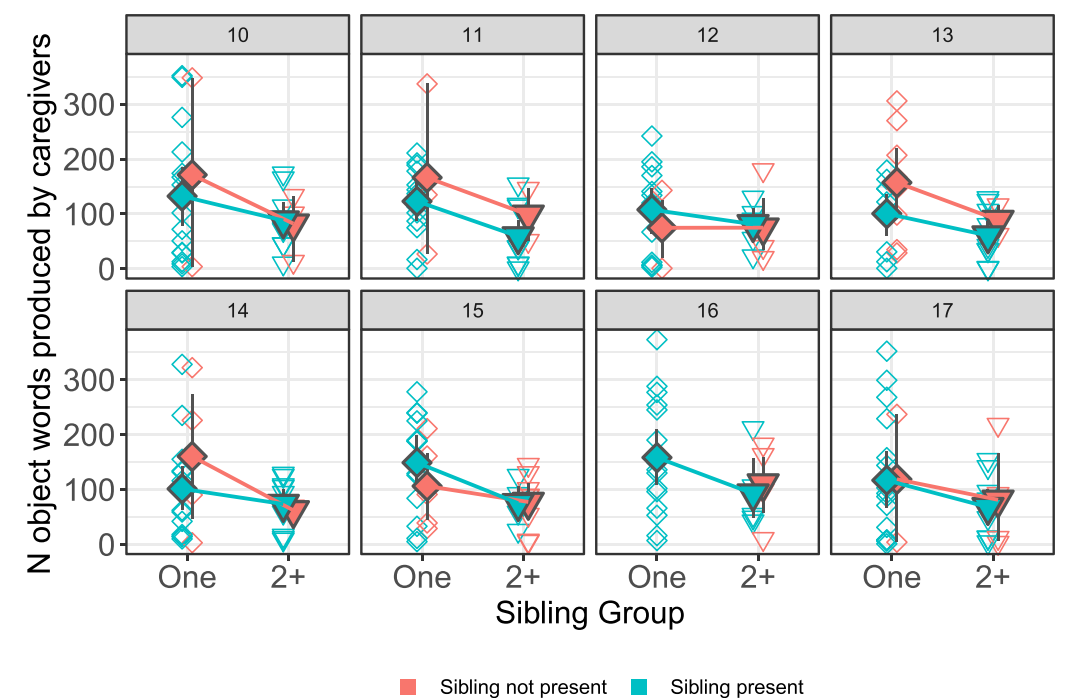 N object words produced by caregivers
10 11 12 13
300
200
100
0
14 15 16 17
300
200
100
0
One 2+ One 2+ One 2+ One 2+
Sibling Group
Sibling not present Sibling present